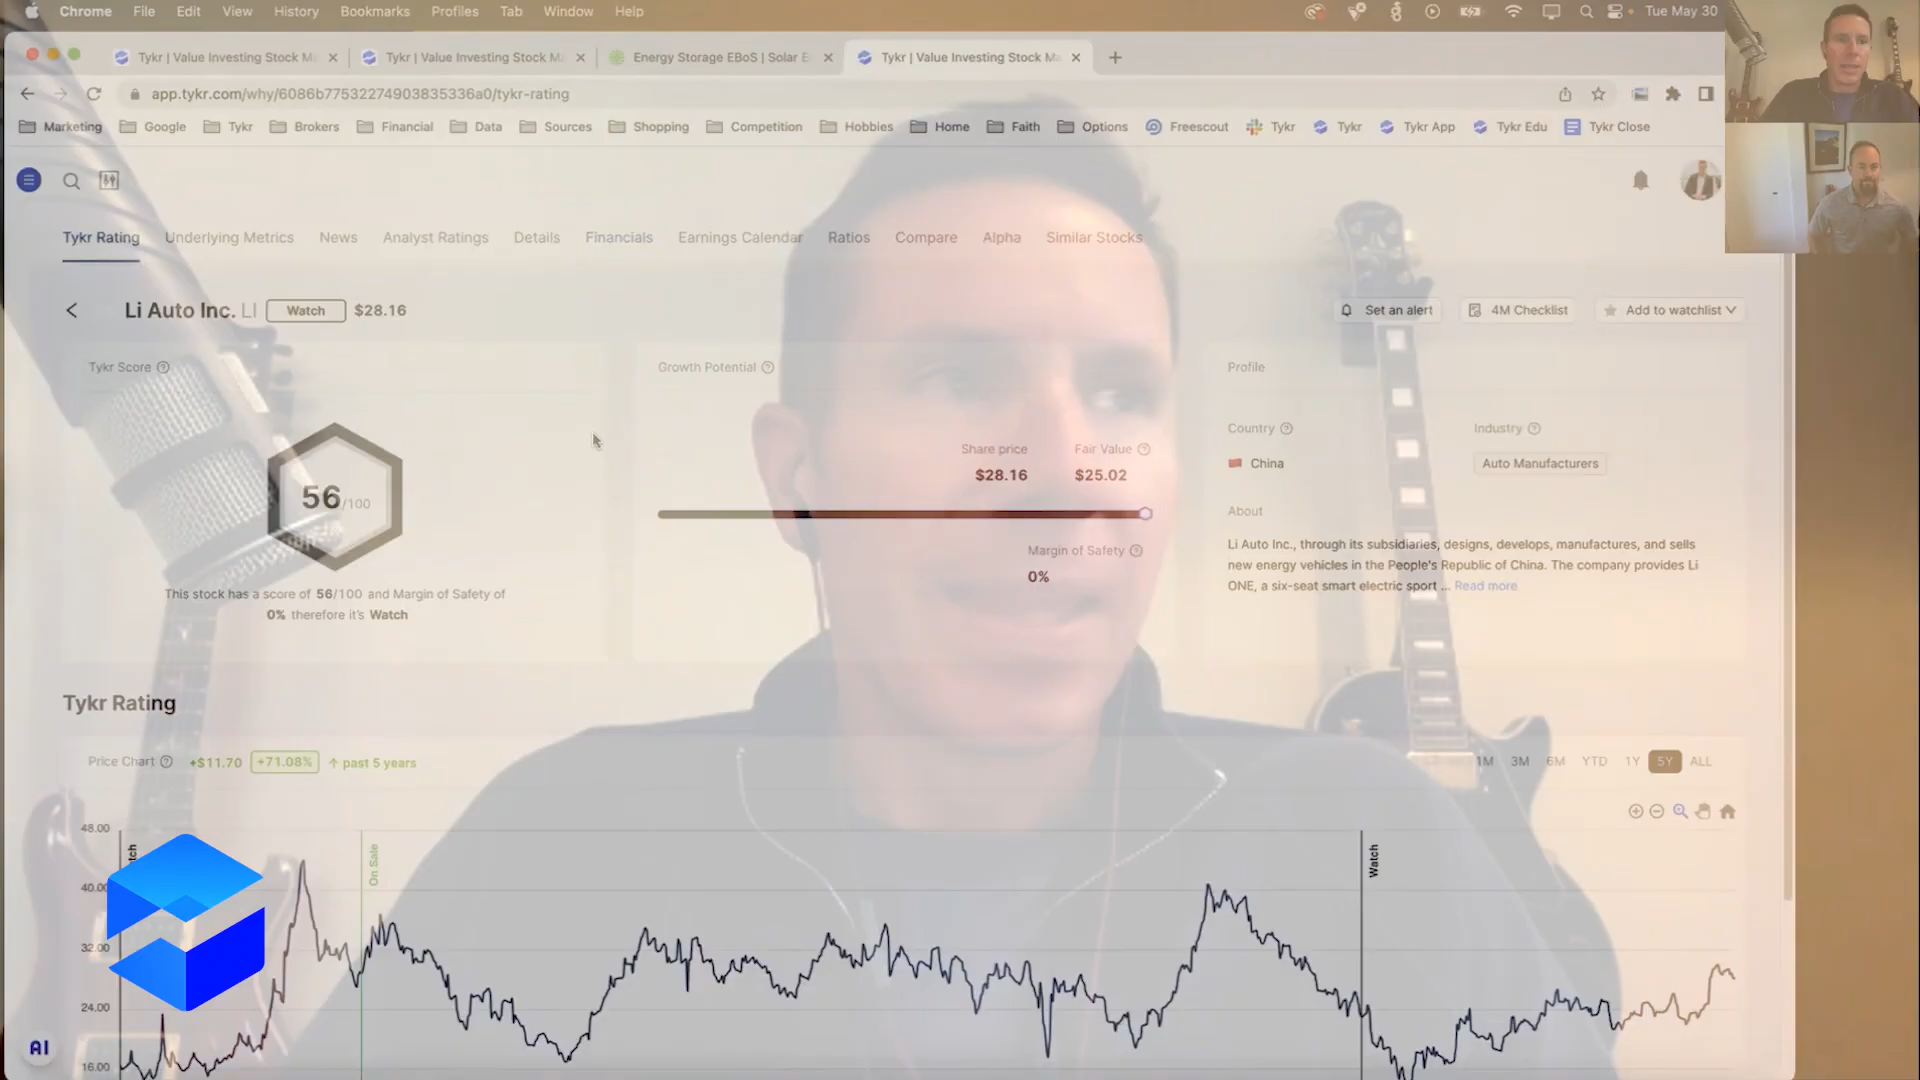 Chrome File Edit View History Bookmarks Profiles Tab Window Help Tue May 30
Tykr | Value Investing Stock Ma Tykr | Value Investing Stock Ma Energy Storage EBoS | Solar E Tykr | Value Investing Stock Ma
app.tykr.com/why/6086b77532274903835336a0/tykr-rating
Marketing Google Tykr Brokers Financial Data Sources Shopping Competition Hobbies Home Faith Options Freescout Tykr Tykr Tykr App Tykr Edu Tykr Close
Tykr Rating Underlying Metrics News Analyst Ratings Details Financials Earnings Calendar Ratios Compare Alpha Similar Stocks
Li Auto Inc. LI Watch $28.16 Set an alert 4M Checklist Add to watchlist
Tykr Score Growth Potential Profile
Country Industry
Share price Fair Value
China Auto Manufacturers
$28.16 $25.02
56/100
About
Li Auto Inc., through its subsidiaries, designs, develops, manufactures, and sells
Margin of Safety
new energy vehicles in the People's Republic of China. The company provides Li
0%
ONE, a six-seat smart electric sport ... Read more
This stock has a score of 56/100 and Margin of Safety of
0% therefore it's Watch
Tykr Rating
Price Chart +$11.70 +71.08% ↑ past 5 years 1M 3M 6M YTD 1Y 5Y ALL
48.00
tch
On Sale
Watch
40.00
32.00
24.00
16.00
AI